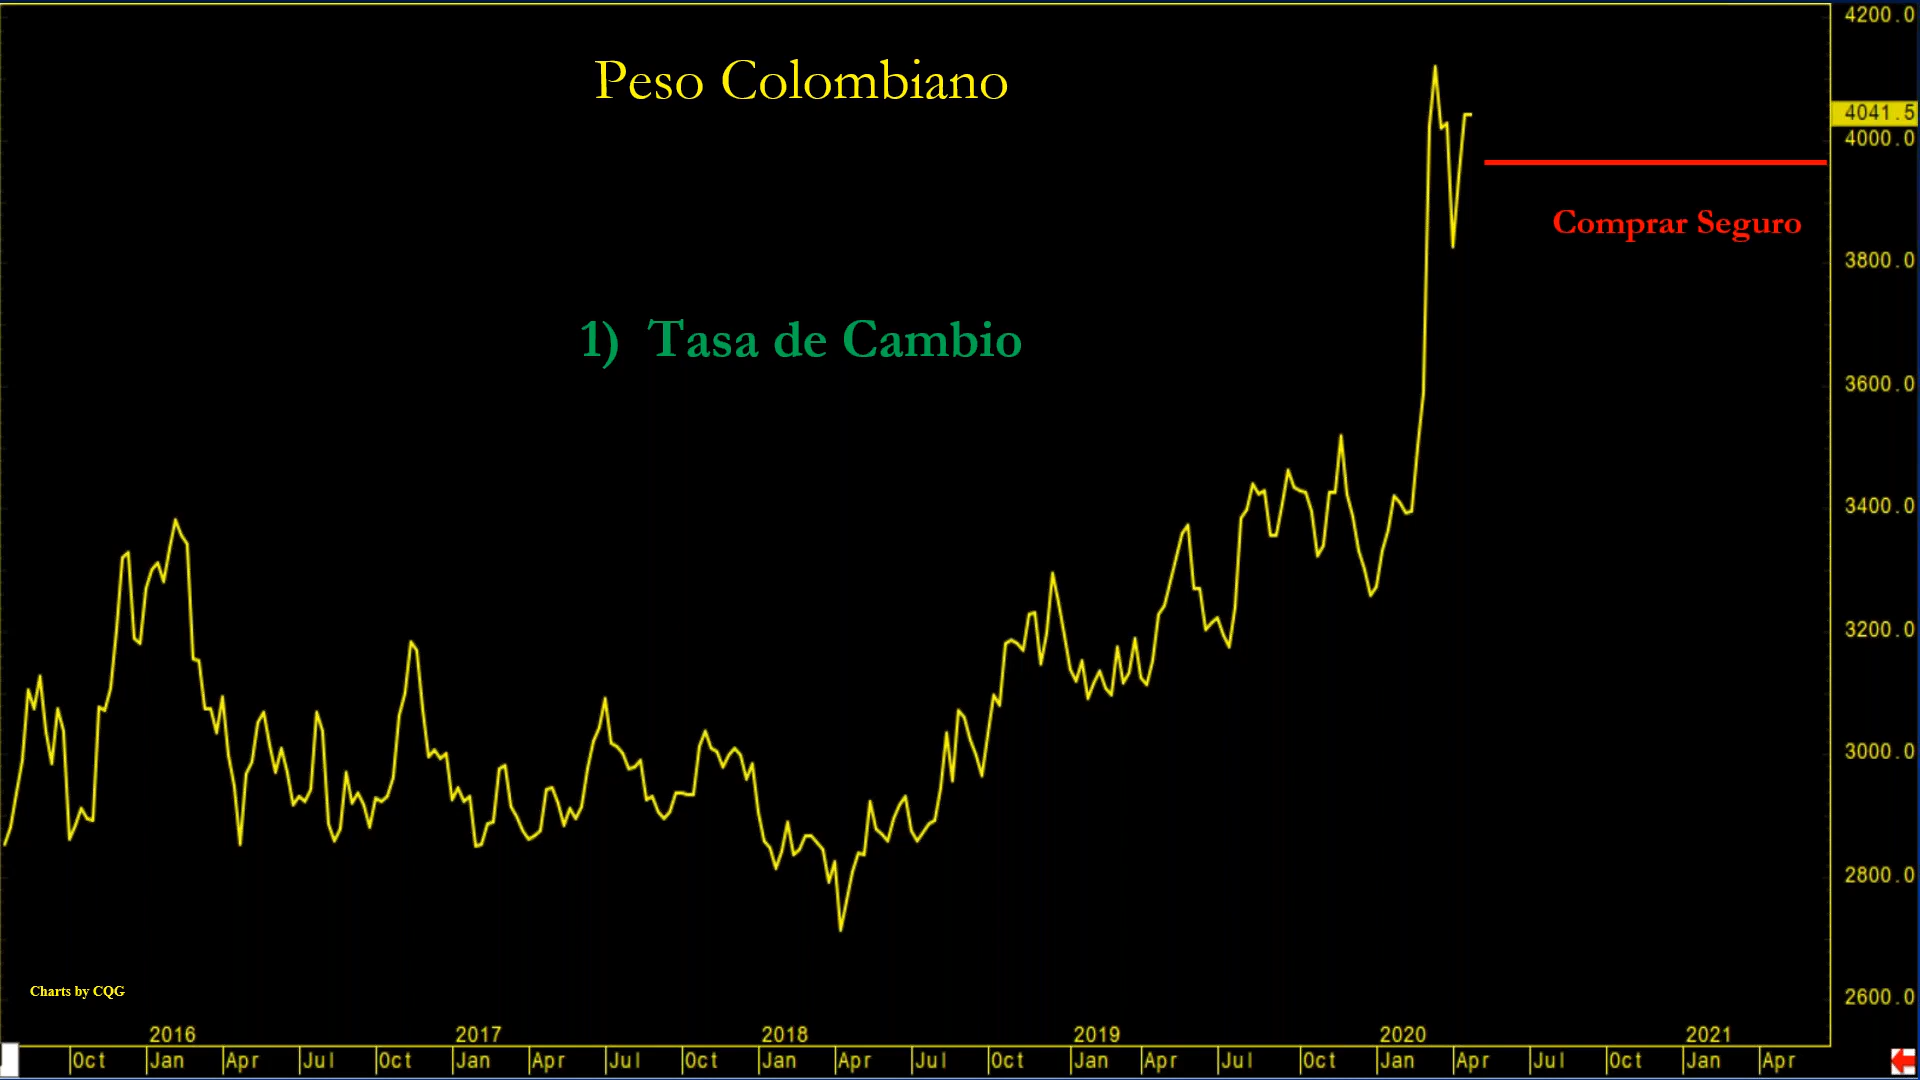 4200.0
Peso Colombiano
4041.5
4000.0
Comprar Seguro
3800.0
1) Tasa de Cambio
3600.0
3400.0
3200.0
3000.0
2800.0
Charts by CQG
2600.0
2016 2017 2018 2019 2020 2021
Oct Jan Apr Jul Oct Jan Apr Jul Oct Jan Apr Jul Oct Jan Apr Jul Oct Jan Apr Jul Oct Jan Apr